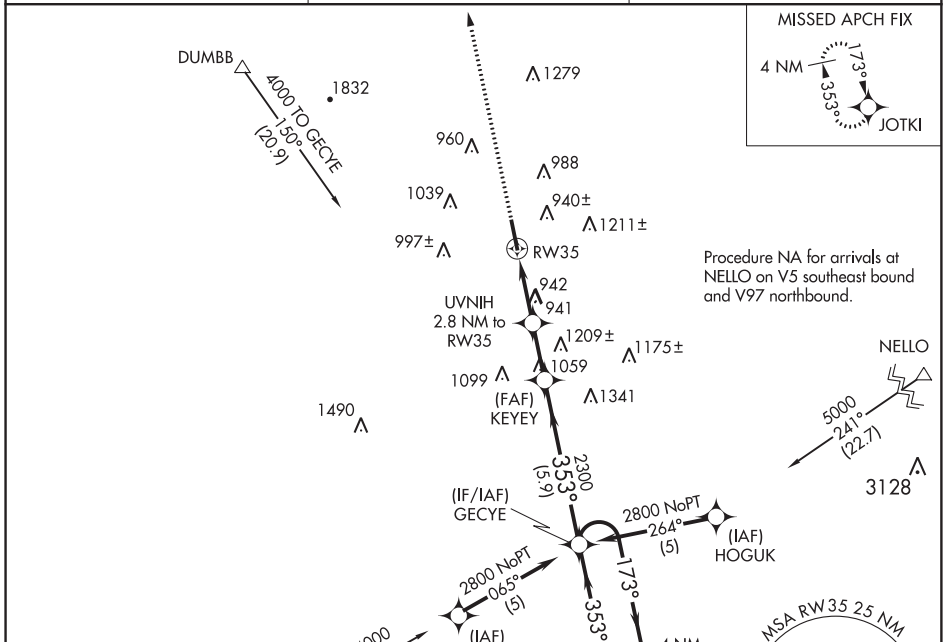 MISSED APCH FIX
4 NM
173°
353°
JOTKI
DUMBB
4000 TO GECYE
150°
(20.9)
1832
1279
960
988
1039
940±
1211±
997±
RW35
Procedure NA for arrivals at
NELLO on V5 southeast bound
and V97 northbound.
942
941
UVNIH
2.8 NM to
RW35
1209±
1175±
1059
1099
(FAF)
KEYEY
1341
NELLO
5000
241°
(22.7)
1490
3128
2300
353°
(5.9)
(IF/IAF)
GECYE
2800 NoPT
264°
(5)
(IAF)
HOGUK
2800 NoPT
065°
(5)
173°
353°
(IAF)
4 NM
MSA RW35 25 NM